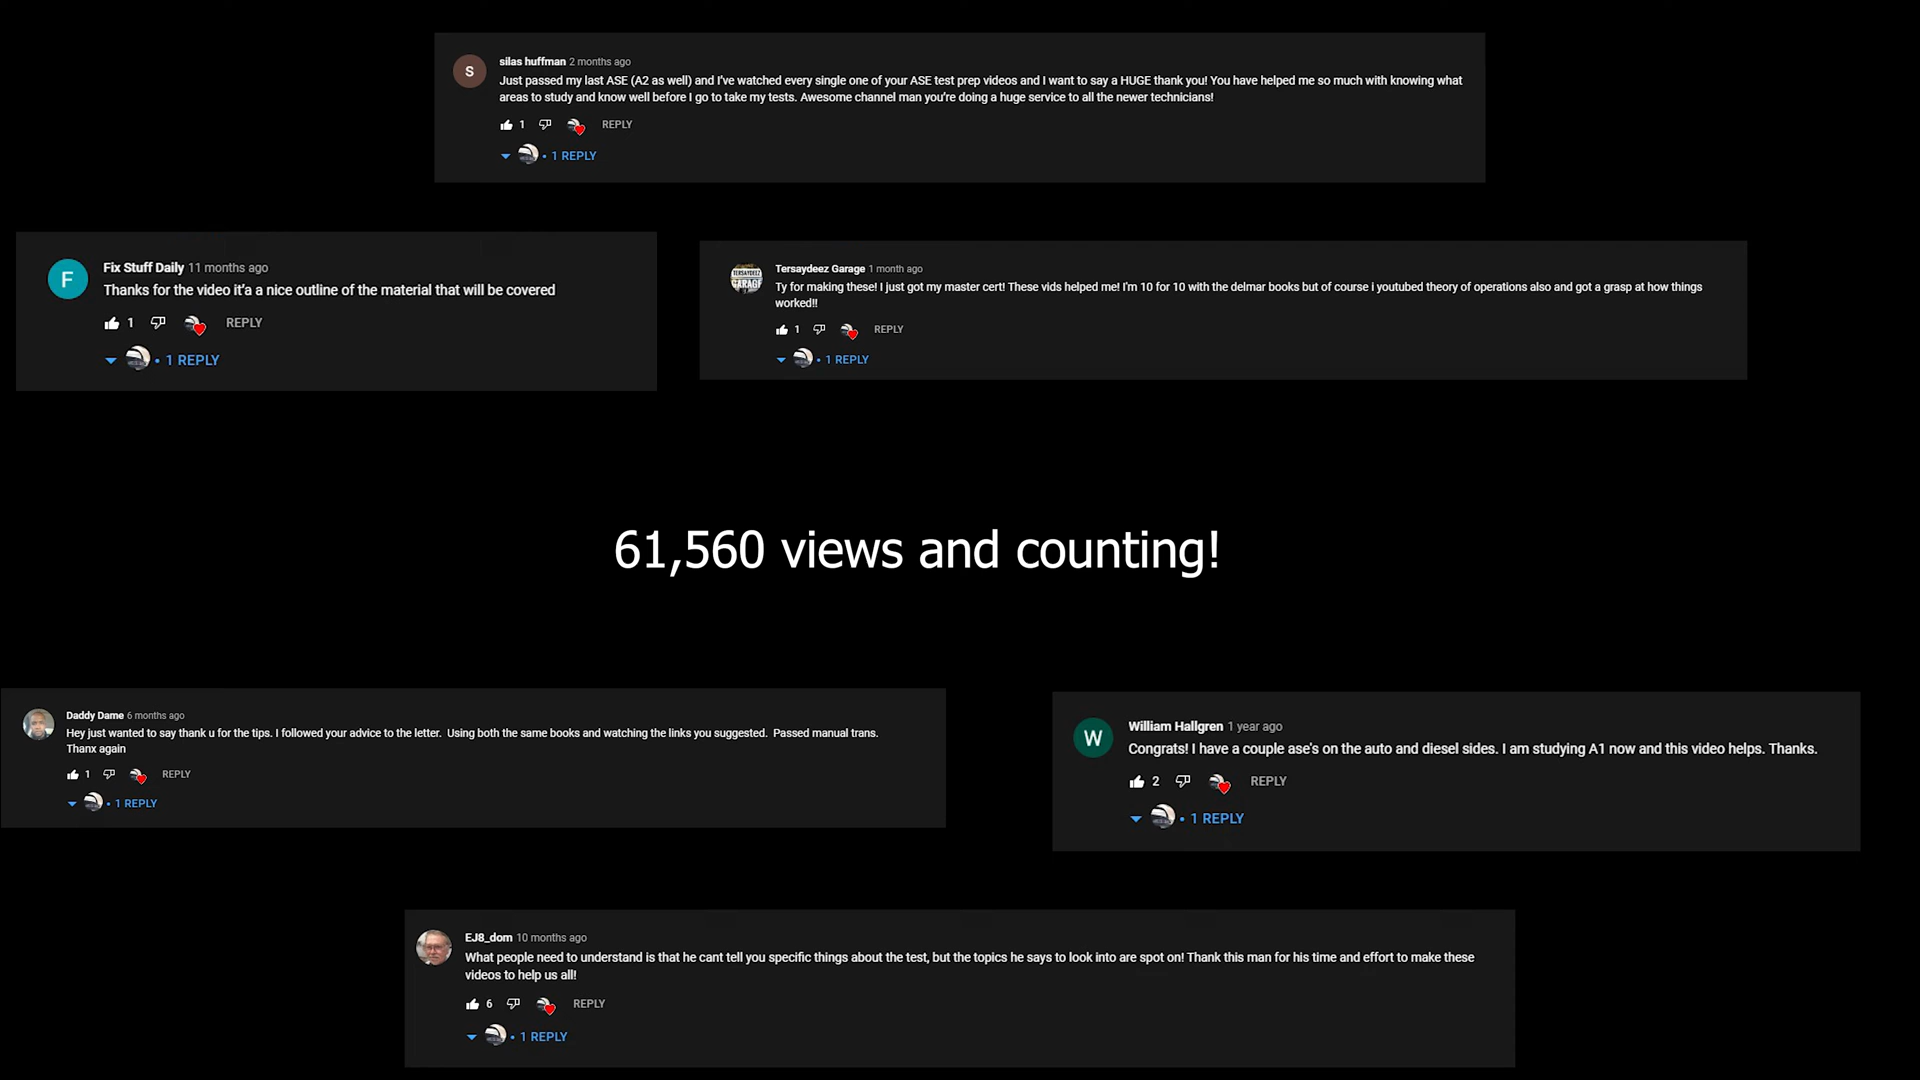 S
silas huffman 2 months ago
Just passed my last ASE (A2 as well) and I've watched every single one of your ASE test prep videos and I want to say a HUGE thank you! You have helped me so much with knowing what
areas to study and know well before I go to take my tests. Awesome channel man you're doing a huge service to all the newer technicians!
1 REPLY
• 1 REPLY
F
Fix Stuff Daily 11 months ago
Thanks for the video it'a a nice outline of the material that will be covered
1 REPLY
• 1 REPLY
TERSAYDEEZ
GARAGE
Tersaydeez Garage 1 month ago
Ty for making these! I just got my master cert! These vids helped me! I'm 10 for 10 with the delmar books but of course i youtubed theory of operations also and got a grasp at how things
worked!!
1 REPLY
• 1 REPLY
61,560 views and counting!
Daddy Dame 6 months ago
Hey just wanted to say thank u for the tips. I followed your advice to the letter. Using both the same books and watching the links you suggested. Passed manual trans.
Thanx again
1 REPLY
• 1 REPLY
W
William Hallgren 1 year ago
Congrats! I have a couple ase's on the auto and diesel sides. I am studying A1 now and this video helps. Thanks.
2 REPLY
• 1 REPLY
EJ8_dom 10 months ago
What people need to understand is that he cant tell you specific things about the test, but the topics he says to look into are spot on! Thank this man for his time and effort to make these
videos to help us all!
6 REPLY
• 1 REPLY